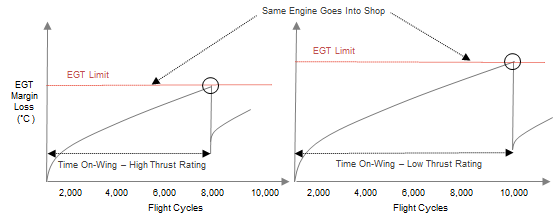 Same Engine Goes Into Shop
EGT Limit
EGT
Margin
Loss
(°C )
Time On-Wing – High Thrust Rating
2,000 4,000 6,000 8,000 10,000
Flight Cycles
EGT Limit
Time On-Wing – Low Thrust Rating
2,000 4,000 6,000 8,000 10,000
Flight Cycles